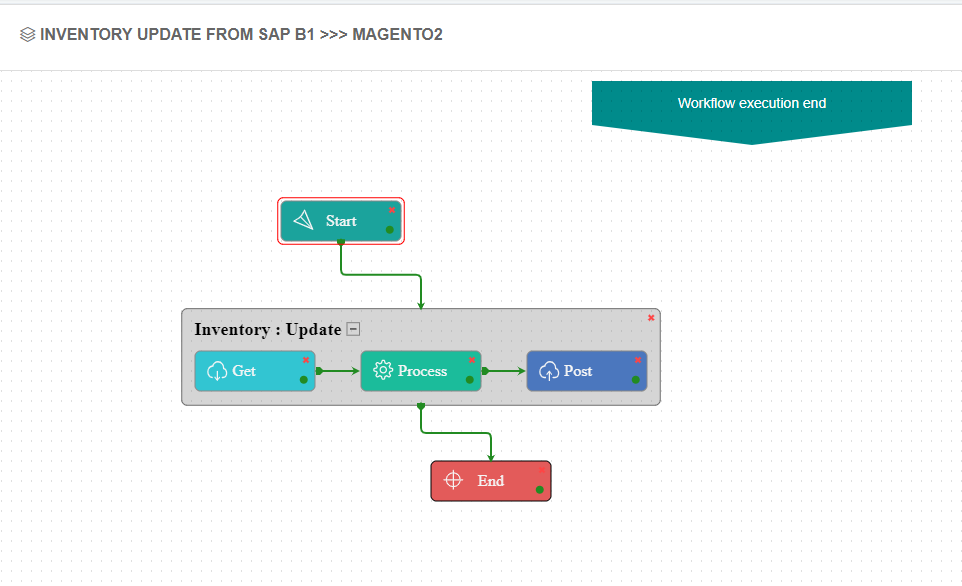 INVENTORY UPDATE FROM SAP B1 >>> MAGENTO2
Workflow execution end
Start
Inventory : Update
Get
Process
Post
End